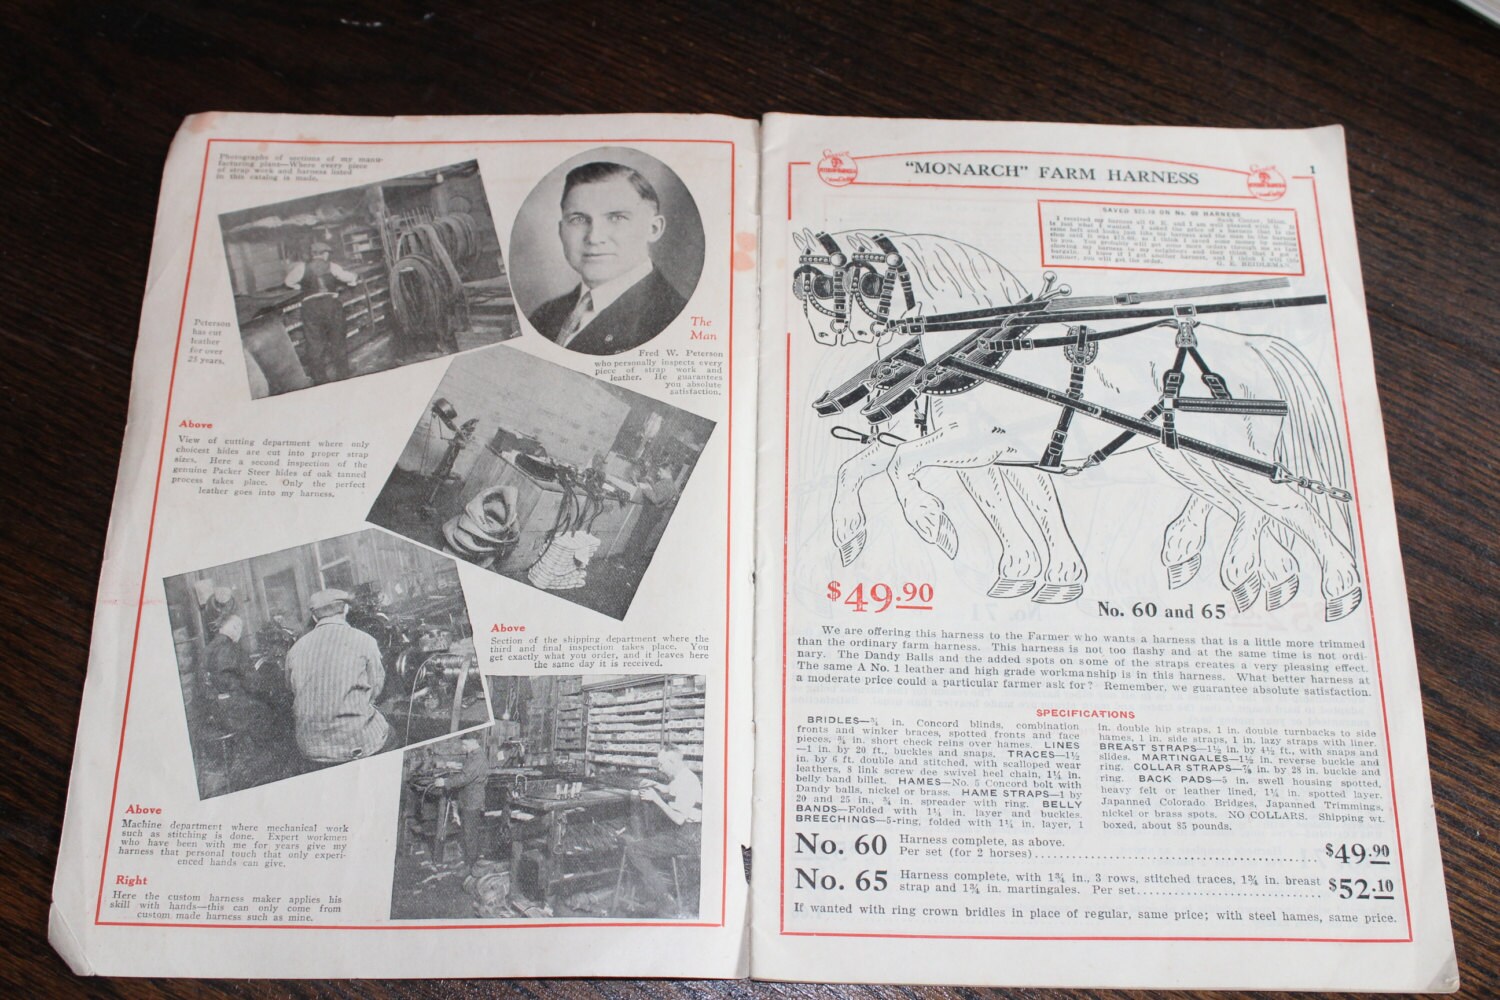 Photographs of sections of my manu-
facturing plant—Where every piece
of strap work and harness listed
in this catalog is made.
Peterson
has cut
leather
for over
25 years.
The
Man
Fred W. Peterson
who personally inspects every
piece of strap work and
leather. He guarantees
you absolute
satisfaction.
Above
View of cutting department where only
choicest hides are cut into proper strap
sizes. Here a second inspection of the
genuine Packer Steer hides of oak tanned
process takes place. Only the perfect
leather goes into my harness.
Above
Section of the shipping department where the
third and final inspection takes place. You
get exactly what you order, and it leaves here
the same day it is received.
Above
Machine department where mechanical work
such as stitching is done. Expert workmen
who have been with me for years give my
harness that personal touch that only experi-
enced hands can give.
Right
Here the custom harness maker applies his
skill with hands—this can only come from
custom made harness such as mine.
"MONARCH" FARM HARNESS
1
HARNESS
$49.90
No. 60 and 65
We are offering this harness to the Farmer who wants a harness that is a little more trimmed
than the ordinary farm harness. This harness is not too flashy and at the same time is not ordi-
nary. The Dandy Balls and the added spots on some of the straps creates a very pleasing effect.
The same A No. 1 leather and high grade workmanship is in this harness. What better harness at
a moderate price could a particular farmer ask for? Remember, we guarantee absolute satisfaction.
SPECIFICATIONS
BRIDLES—¾ in. Concord blinds, combination
fronts and winker braces, spotted fronts and face
pieces, ¾ in. short check reins over hames. LINES
—1 in. by 20 ft., buckles and snaps. TRACES—1½
in. by 6 ft. double and stitched, with scalloped wear
leathers, 8 link screw dee swivel heel chain, 1¼ in.
belly band billet. HAMES—No. 5 Concord bolt with
Dandy balls, nickel or brass. HAME STRAPS—1 by
20 and 25 in., ¾ in. spreader with ring. BELLY
BANDS—Folded with 1¼ in. layer and buckles.
BREECHINGS—5-ring, folded with 1¼ in. layer, 1
in. double hip straps, 1 in. double turnbacks to side
hames, 1 in. side straps, 1 in. lazy straps with liner.
BREAST STRAPS—1½ in. by 4½ ft., with snaps and
slides. MARTINGALES—1½ in. reverse buckle and
ring. COLLAR STRAPS—⅞ in. by 28 in. buckle and
ring. BACK PADS—5 in. swell housing spotted,
heavy felt or leather lined, 1¼ in. spotted layer.
Japanned Colorado Bridges, Japanned Trimmings,
nickel or brass spots. NO COLLARS. Shipping wt.
boxed, about 85 pounds.
No. 60 Harness complete, as above.
Per set (for 2 horses) $49.90
No. 65 Harness complete, with 1¾ in., 3 rows, stitched traces, 1¾ in. breast
strap and 1¾ in. martingales. Per set $52.10
If wanted with ring crown bridles in place of regular, same price; with steel hames, same price.